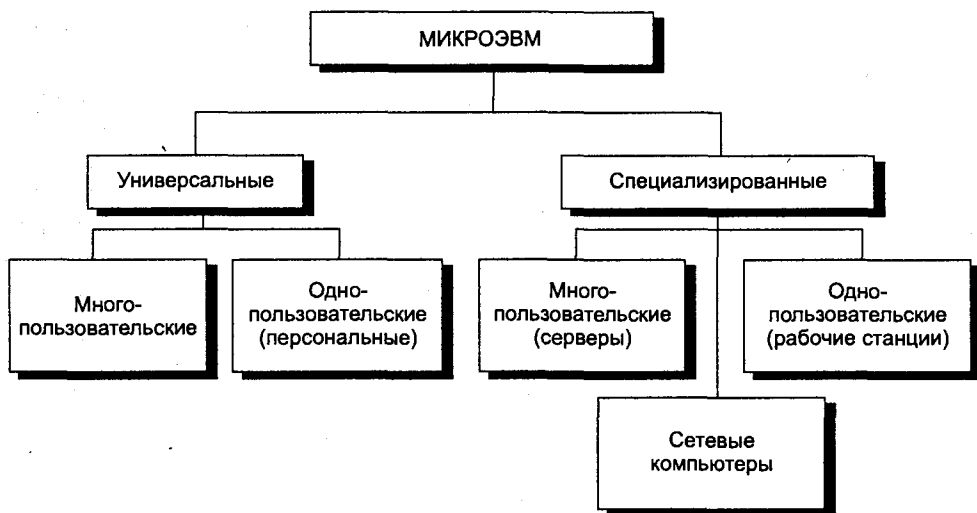 МИКРОЭВМ
Универсальные
Специализированные
Много-
пользовательские
Одно-
пользовательские
(персональные)
Много-
пользовательские
(серверы)
Одно-
пользовательские
(рабочие станции)
Сетевые
компьютеры